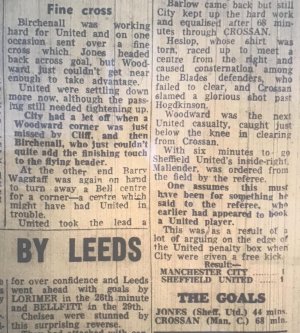 Fine cross
Birchenall was working
hard for United and on one
occasion sent over a fine
cross which Jones headed
back across goal, but Wood-
ward just couldn't get near
enough to take advantage.
United were settling down
more now, although the pass-
ing still needed tightening up.
City had a let off when a
Woodward corner was just
missed by Cliff, and then
Birchenall, who just couldn't
quite add the finishing touch
to the flying header.
At the other end Barry
Wagstaff was again on hand
to turn away a Bell centre
for a corner—a centre which
might have had United in
trouble.
United took the lead a
BY LEEDS
for over confidence and Leeds
went ahead with goals by
LORIMER in the 26th minute
and BELLFITT in the 29th.
Chelsea were stunned by
this surprising reverse.
Barlow came back but still
City kept up the hard work
and equalised after 68 min-
utes through CROSSAN.
Heslop, whose shirt was
torn, raced up to meet a
centre from the right and
caused consternation among
the Blades defenders, who
failed to clear, and Crossan
slamed a glorious shot past
Hogdkinson.
Woodward was the next
United casualty, caught just
below the knee in clearing
from Crossan.
With six minutes to go
Sheffield United's inside-right,
Mallender, was ordered from
the field by the referee.
One assumes this must
have been for something he
said to the referee, who
earlier had appeared to book
a United player.
This was as a result of a
lot of arguing on the edge of
the United penalty box when
City were given a free kick.
Result—
MANCHESTER CITY 1
SHEFFIELD UNITED 1
THE GOALS
JONES (Sheff. Utd.) 44 mins.
CROSSAN (Man. C.) 68 mins.